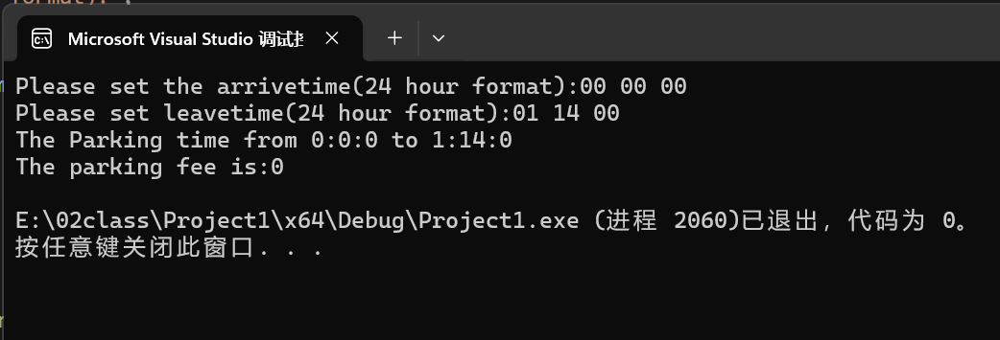 format):
Microsoft Visual Studio 调试
Please set the arrivetime(24 hour format):00 00 00
Please set leavetime(24 hour format):01 14 00
The Parking time from 0:0:0 to 1:14:0
The parking fee is:0
E:\02class\Project1\x64\Debug\Project1.exe (进程 2060)已退出，代码为 0。
按任意键关闭此窗口. . .